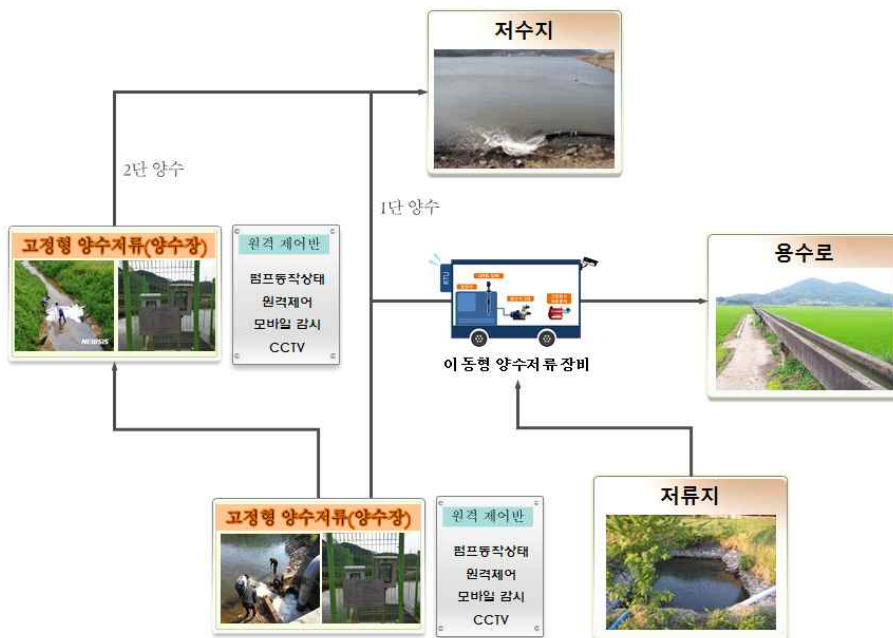 저수지
2단 양수
1단 양수
고정형 양수저류(양수장)
NEWSIS
원격 제어반
펌프동작상태
원격제어
모바일 감시
CCTV
RTU
이동형 양수저류 장비
용수로
고정형 양수저류(양수장)
원격 제어반
펌프동작상태
원격제어
모바일 감시
CCTV
저류지